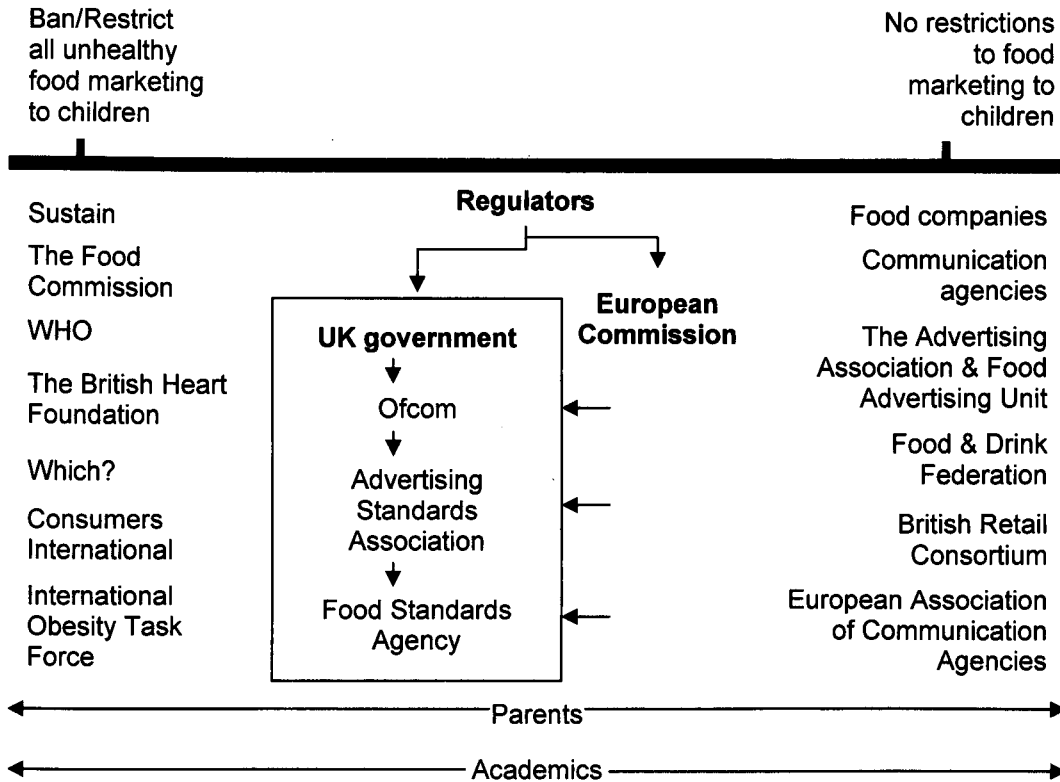 Ban/Restrict
all unhealthy
food marketing
to children
No restrictions
to food
marketing to
children
Sustain
The Food
Commission
WHO
The British Heart
Foundation
Which?
Consumers
International
International
Obesity Task
Force
Regulators
UK government
Ofcom
Advertising
Standards
Association
Food Standards
Agency
European
Commission
Food companies
Communication
agencies
The Advertising
Association & Food
Advertising Unit
Food & Drink
Federation
British Retail
Consortium
European Association
of Communication
Agencies
Parents
Academics